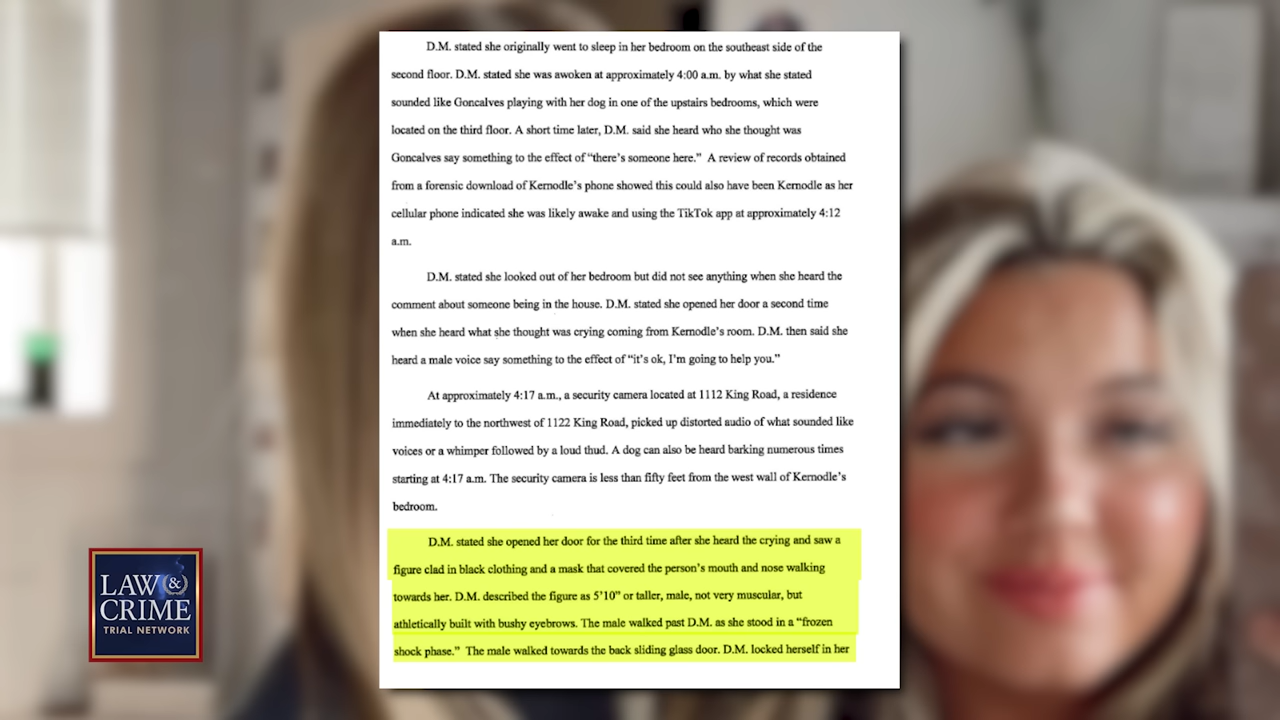 D.M. stated she originally went to sleep in her bedroom on the southeast side of the
second floor. D.M. stated she was awoken at approximately 4:00 a.m. by what she stated
sounded like Goncalves playing with her dog in one of the upstairs bedrooms, which were
located on the third floor. A short time later, D.M. said she heard who she thought was
Goncalves say something to the effect of “there’s someone here.” A review of records obtained
from a forensic download of Kernodle’s phone showed this could also have been Kernodle as her
cellular phone indicated she was likely awake and using the TikTok app at approximately 4:12
a.m.
D.M. stated she looked out of her bedroom but did not see anything when she heard the
comment about someone being in the house. D.M. stated she opened her door a second time
when she heard what she thought was crying coming from Kernodle’s room. D.M. then said she
heard a male voice say something to the effect of “it’s ok, I’m going to help you.”
At approximately 4:17 a.m., a security camera located at 1112 King Road, a residence
immediately to the northwest of 1122 King Road, picked up distorted audio of what sounded like
voices or a whimper followed by a loud thud. A dog can also be heard barking numerous times
starting at 4:17 a.m. The security camera is less than fifty feet from the west wall of Kernodle’s
bedroom.
D.M. stated she opened her door for the third time after she heard the crying and saw a
figure clad in black clothing and a mask that covered the person’s mouth and nose walking
towards her. D.M. described the figure as 5’10” or taller, male, not very muscular, but
athletically built with bushy eyebrows. The male walked past D.M. as she stood in a “frozen
shock phase.” The male walked towards the back sliding glass door. D.M. locked herself in her
LAW &
CRIME
TRIAL NETWORK